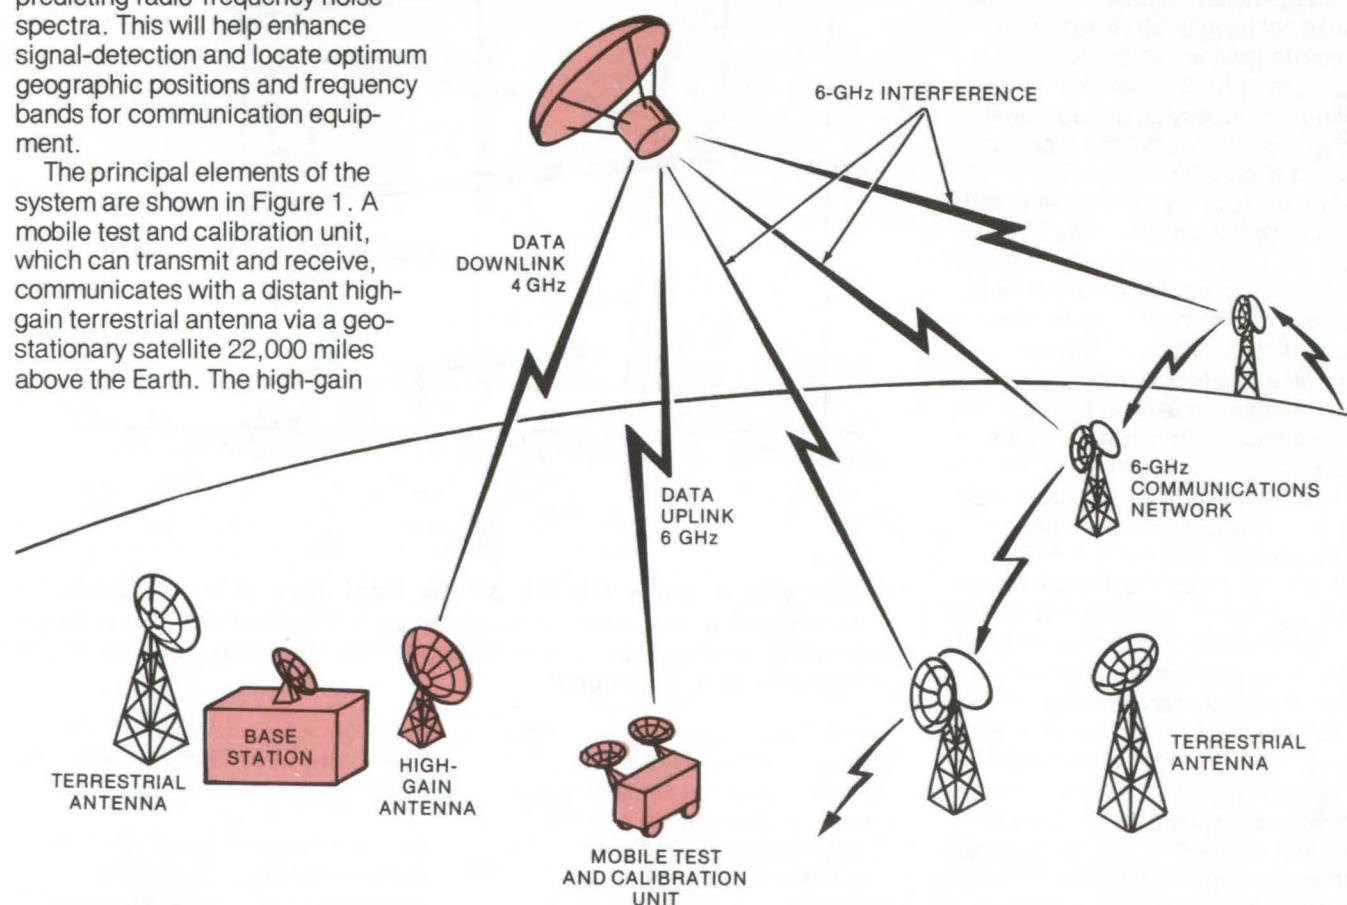 predicting radio-frequency noise
spectra. This will help enhance
signal-detection and locate optimum
geographic positions and frequency
bands for communication equip-
ment.
The principal elements of the
system are shown in Figure 1. A
mobile test and calibration unit,
which can transmit and receive,
communicates with a distant high-
gain terrestrial antenna via a geo-
stationary satellite 22,000 miles
above the Earth. The high-gain
6-GHz INTERFERENCE
DATA
DOWNLINK
4 GHz
DATA
UPLINK
6 GHz
6-GHz
COMMUNICATIONS
NETWORK
TERRESTRIAL
ANTENNA
BASE
STATION
HIGH-
GAIN
ANTENNA
MOBILE TEST
AND CALIBRATION
UNIT
TERRESTRIAL
ANTENNA